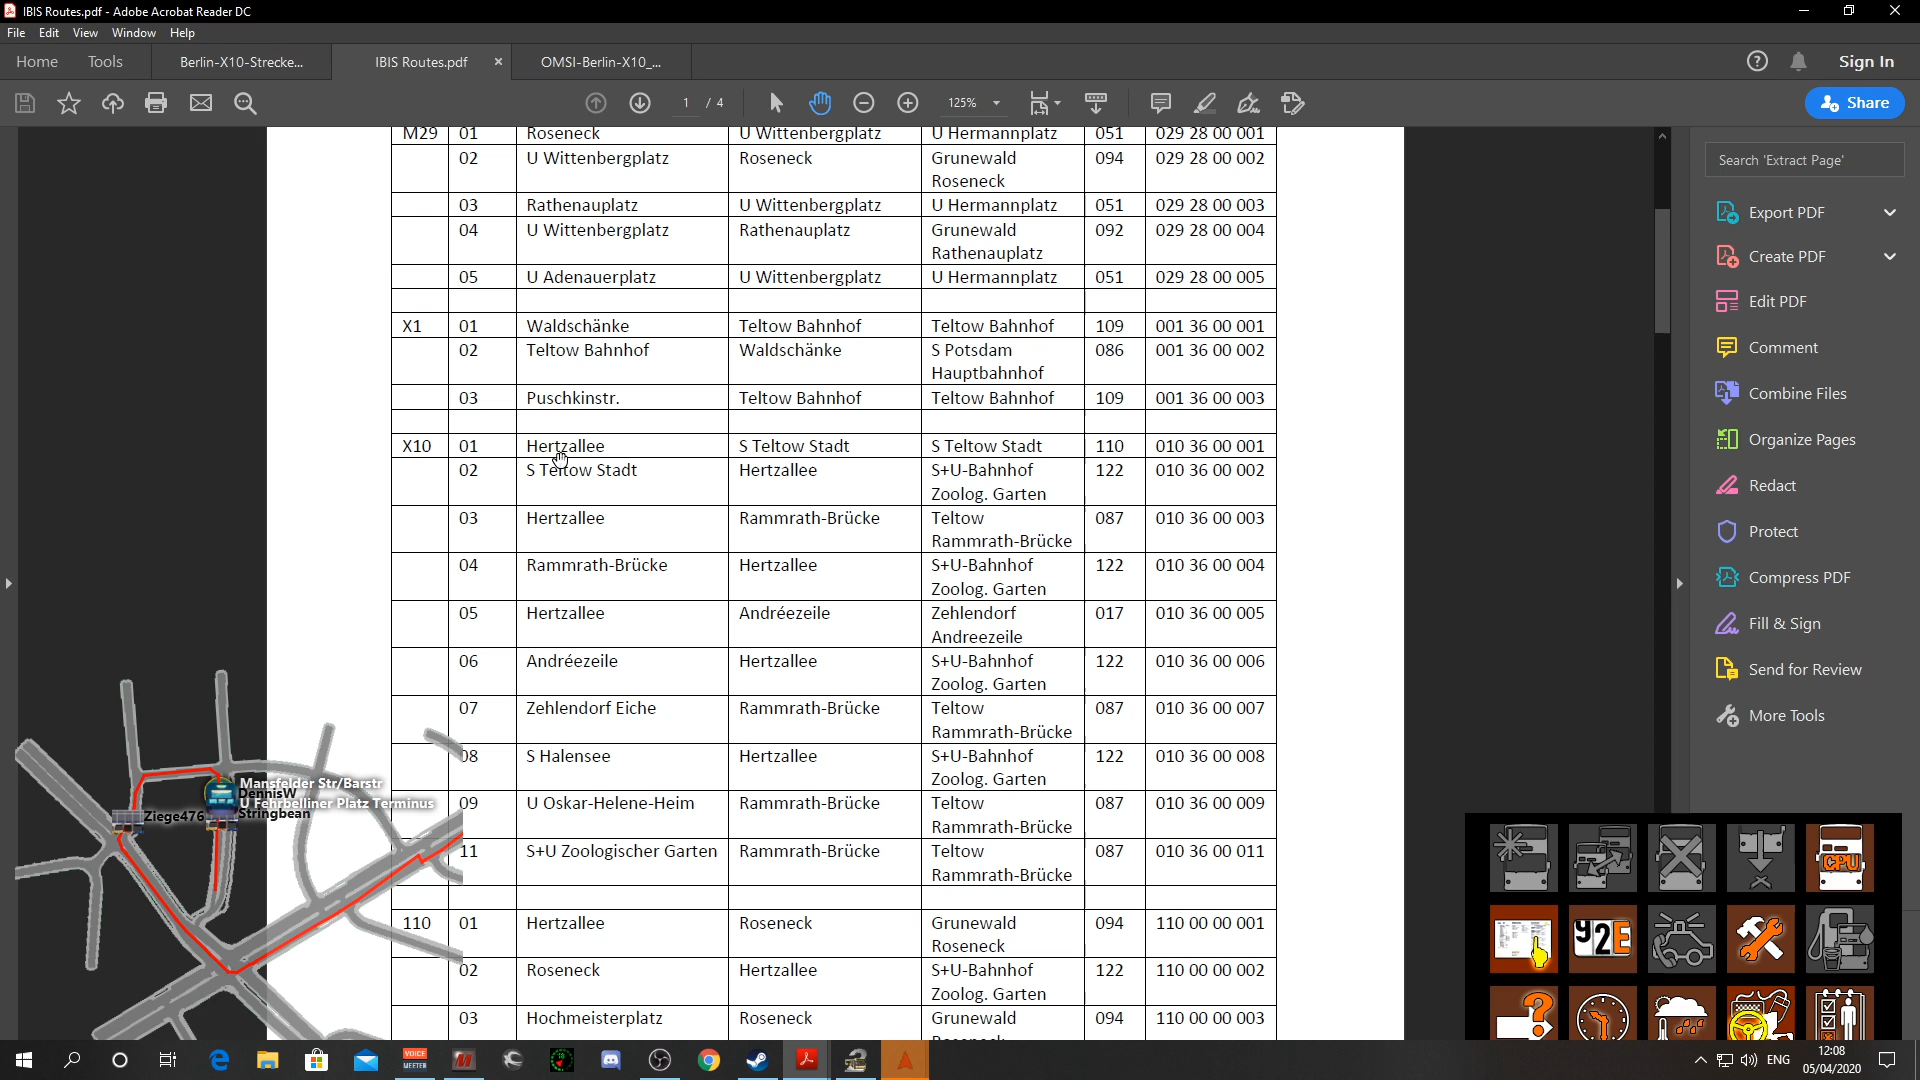 IBIS Routes.pdf - Adobe Acrobat Reader DC
File Edit View Window Help
Home Tools Berlin-X10-Strecke... IBIS Routes.pdf × OMSI-Berlin-X10_... Sign In
1 / 4 125% Share
M29 01 Roseneck U Wittenbergplatz U Hermannplatz 051 029 28 00 001
02 U Wittenbergplatz Roseneck Grunewald 094 029 28 00 002
Roseneck
03 Rathenauplatz U Wittenbergplatz U Hermannplatz 051 029 28 00 003
04 U Wittenbergplatz Rathenauplatz Grunewald 092 029 28 00 004
Rathenauplatz
05 U Adenauerplatz U Wittenbergplatz U Hermannplatz 051 029 28 00 005
X1 01 Waldschänke Teltow Bahnhof Teltow Bahnhof 109 001 36 00 001
02 Teltow Bahnhof Waldschänke S Potsdam 086 001 36 00 002
Hauptbahnhof
03 Puschkinstr. Teltow Bahnhof Teltow Bahnhof 109 001 36 00 003
X10 01 Hertzallee S Teltow Stadt S Teltow Stadt 110 010 36 00 001
02 S Teltow Stadt Hertzallee S+U-Bahnhof 122 010 36 00 002
Zoolog. Garten
03 Hertzallee Rammrath-Brücke Teltow 087 010 36 00 003
Rammrath-Brücke
04 Rammrath-Brücke Hertzallee S+U-Bahnhof 122 010 36 00 004
Zoolog. Garten
05 Hertzallee Andréezeile Zehlendorf 017 010 36 00 005
Andreezeile
06 Andréezeile Hertzallee S+U-Bahnhof 122 010 36 00 006
Zoolog. Garten
07 Zehlendorf Eiche Rammrath-Brücke Teltow 087 010 36 00 007
Rammrath-Brücke
08 S Halensee Hertzallee S+U-Bahnhof 122 010 36 00 008
Zoolog. Garten
09 U Oskar-Helene-Heim Rammrath-Brücke Teltow 087 010 36 00 009
Rammrath-Brücke
11 S+U Zoologischer Garten Rammrath-Brücke Teltow 087 010 36 00 011
Rammrath-Brücke
110 01 Hertzallee Roseneck Grunewald 094 110 00 00 001
Roseneck
02 Roseneck Hertzallee S+U-Bahnhof 122 110 00 00 002
Zoolog. Garten
03 Hochmeisterplatz Roseneck Grunewald 094 110 00 00 003
Search 'Extract Page'
Export PDF
Create PDF
Edit PDF
Comment
Combine Files
Organize Pages
Redact
Protect
Compress PDF
Fill & Sign
Send for Review
More Tools
Mansfelder Str/Barstr
DennisW
U Fehrbelliner Platz Terminus
Ziege476 Stringbean
CPU
92E
?
VOICE
MEETER
ENG
12:08
05/04/2020